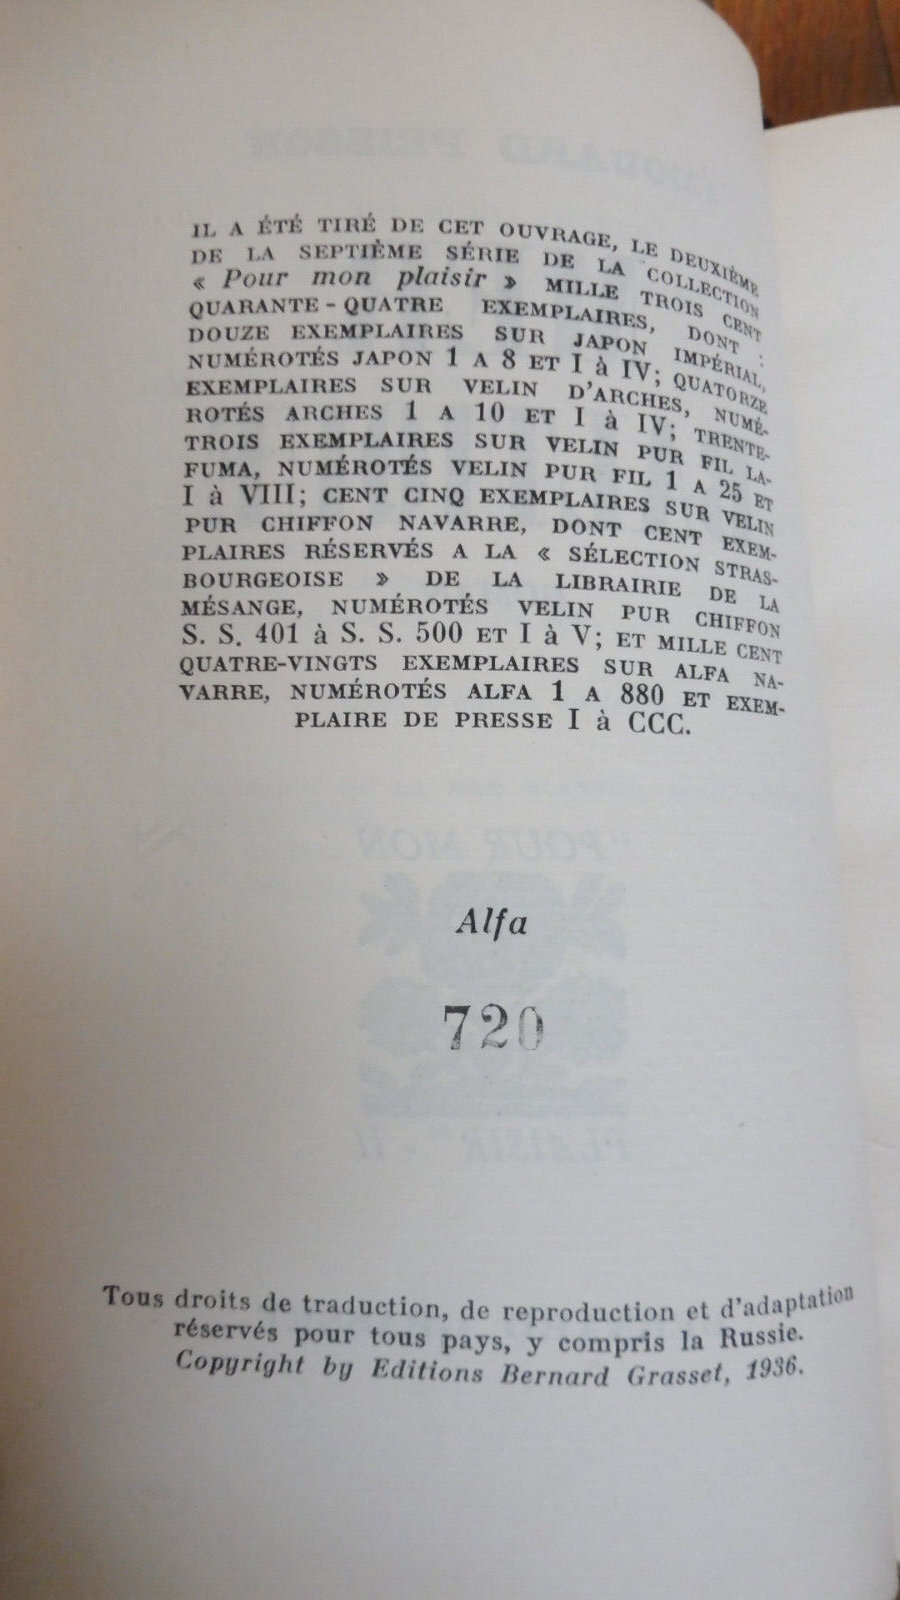 IL A ÉTÉ TIRÉ DE CET OUVRAGE, LE DEUXIÈME
DE LA SEPTIÈME SÉRIE DE LA COLLECTION
« Pour mon plaisir » MILLE TROIS CENT
QUARANTE-QUATRE EXEMPLAIRES, DONT :
DOUZE EXEMPLAIRES SUR JAPON IMPÉRIAL,
NUMÉROTÉS JAPON 1 A 8 ET I à IV; QUATORZE
EXEMPLAIRES SUR VELIN D'ARCHES, NUMÉ-
ROTÉS ARCHES 1 A 10 ET I à IV; TRENTE-
TROIS EXEMPLAIRES SUR VELIN PUR FIL LA-
FUMA, NUMÉROTÉS VELIN PUR FIL 1 A 25 ET
I à VIII; CENT CINQ EXEMPLAIRES SUR VELIN
PUR CHIFFON NAVARRE, DONT CENT EXEM-
PLAIRES RÉSERVÉS A LA « SÉLECTION STRAS-
BOURGEOISE » DE LA LIBRAIRIE DE LA
MÉSANGE, NUMÉROTÉS VELIN PUR CHIFFON
S. S. 401 à S. S. 500 ET I à V; ET MILLE CENT
QUATRE-VINGTS EXEMPLAIRES SUR ALFA NA-
VARRE, NUMÉROTÉS ALFA 1 A 880 ET EXEM-
PLAIRE DE PRESSE I à CCC.
Alfa
720
Tous droits de traduction, de reproduction et d'adaptation
réservés pour tous pays, y compris la Russie.
Copyright by Editions Bernard Grasset, 1936.